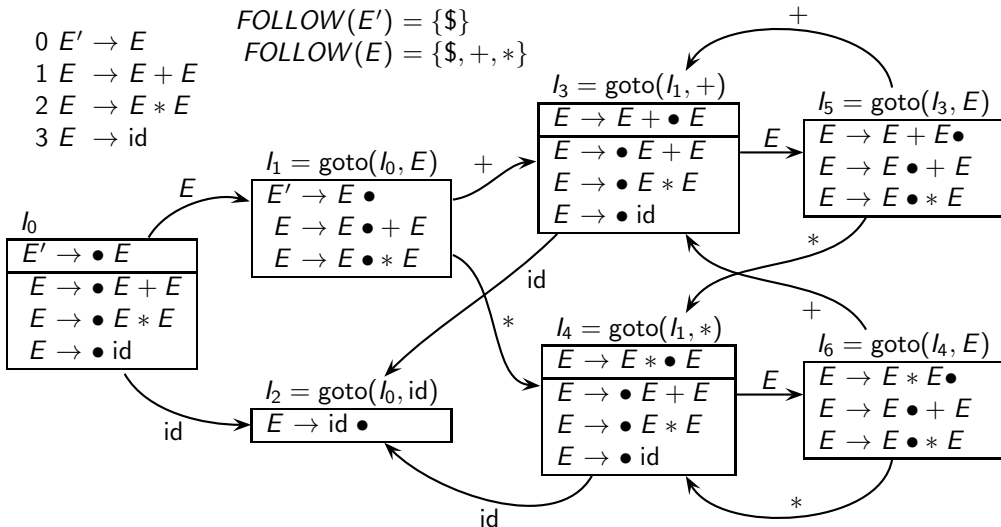 0 E′ → E
1 E → E + E
2 E → E ∗ E
3 E → id
FOLLOW(E′) = {$}
FOLLOW(E) = {$, +, ∗}
I0
E′ → • E
E → • E + E
E → • E ∗ E
E → • id
E
id
I1 = goto(I0, E)
E′ → E •
E → E • + E
E → E • ∗ E
+
∗
I2 = goto(I0, id)
E → id •
I3 = goto(I1, +)
E → E + • E
E → • E + E
E → • E ∗ E
E → • id
E
id
I4 = goto(I1, ∗)
E → E ∗ • E
E → • E + E
E → • E ∗ E
E → • id
E
id
+
I5 = goto(I3, E)
E → E + E•
E → E • + E
E → E • ∗ E
∗
+
I6 = goto(I4, E)
E → E ∗ E•
E → E • + E
E → E • ∗ E
∗